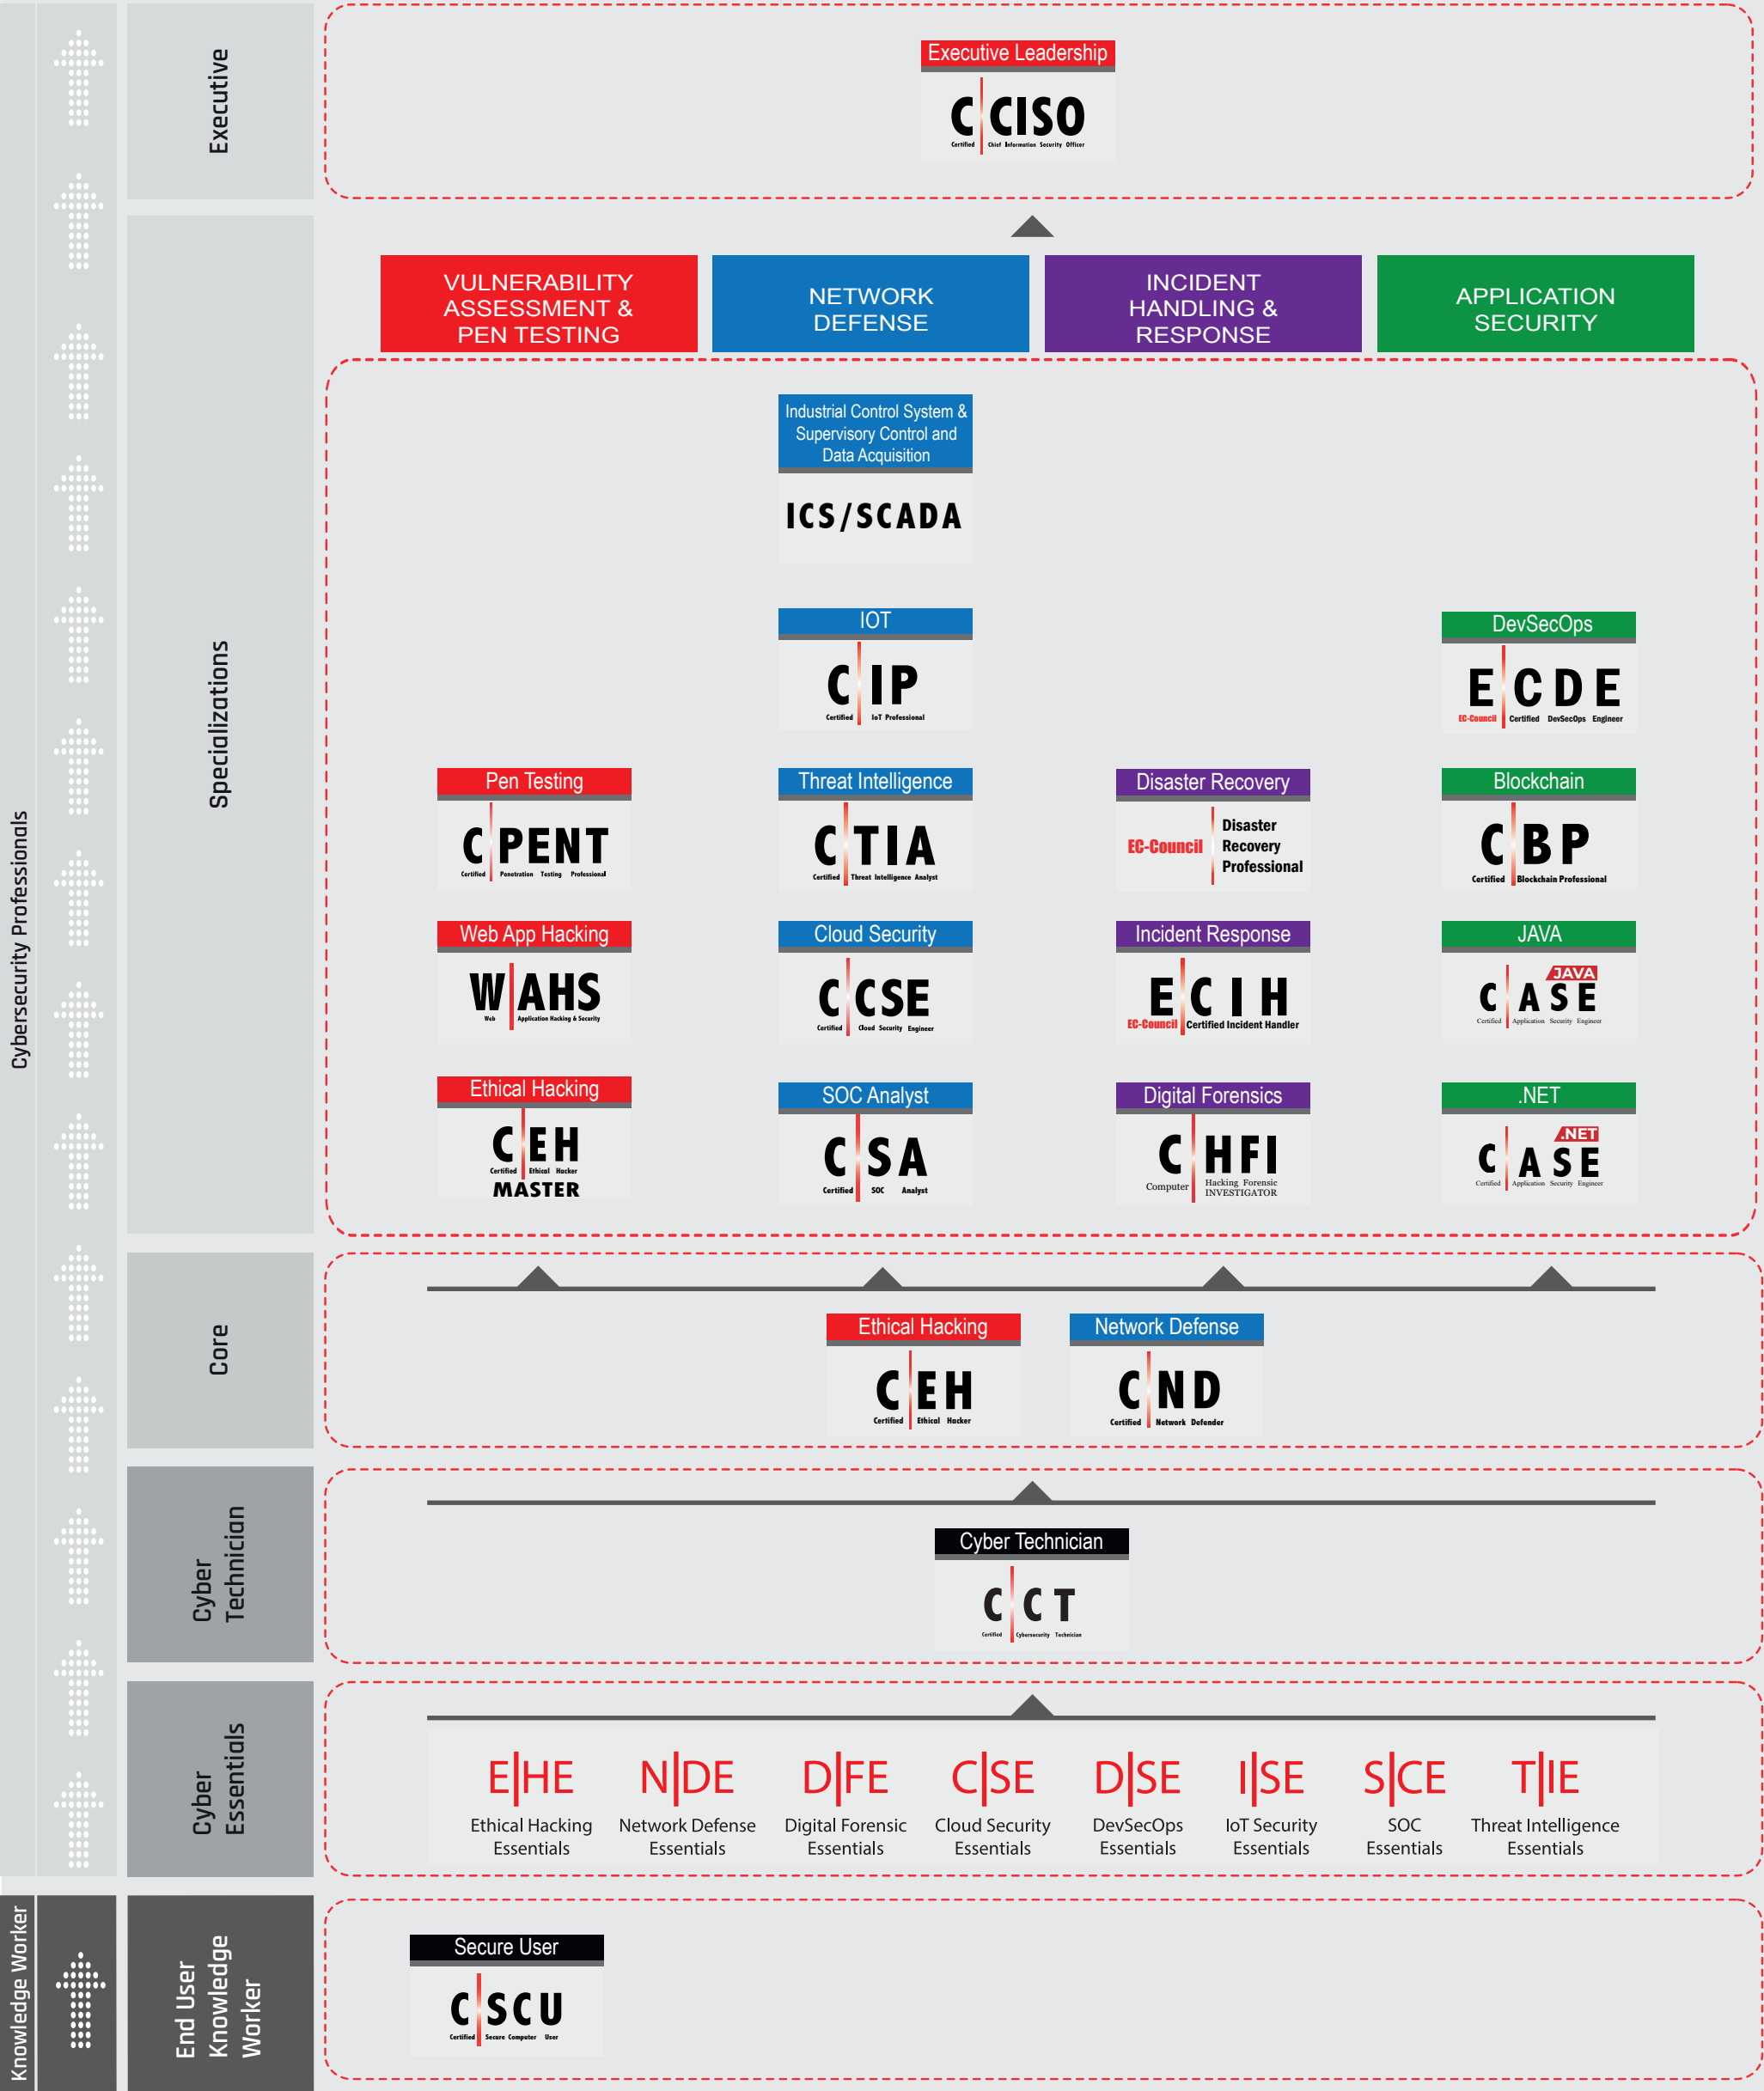 Executive
Executive Leadership
C CISO
Certified Chief Information Security Officer
Specializations
VULNERABILITY
ASSESSMENT &
PEN TESTING
NETWORK
DEFENSE
INCIDENT
HANDLING &
RESPONSE
APPLICATION
SECURITY
Industrial Control System &
Supervisory Control and
Data Acquisition
ICS/SCADA
IOT
C IP
Certified IoT Professional
DevSecOps
E CDE
EC-Council Certified DevSecOps Engineer
Pen Testing
C PENT
Certified Penetration Testing Professional
Threat Intelligence
C TIA
Certified Threat Intelligence Analyst
Disaster Recovery
EC-Council
Disaster
Recovery
Professional
Blockchain
C BP
Certified Blockchain Professional
Web App Hacking
W AHS
Web Application Hacking & Security
Cloud Security
C CSE
Certified Cloud Security Engineer
Incident Response
E CIH
EC-Council Certified Incident Handler
JAVA
JAVA
C ASE
Certified Application Security Engineer
Ethical Hacking
C EH
Certified Ethical Hacker
MASTER
SOC Analyst
C SA
Certified SOC Analyst
Digital Forensics
C HFI
Computer Hacking Forensic
INVESTIGATOR
.NET
.NET
C ASE
Certified Application Security Engineer
Cybersecurity Professionals
Core
Ethical Hacking
C EH
Certified Ethical Hacker
Network Defense
C ND
Certified Network Defender
Cyber
Technician
Cyber Technician
C CT
Certified Cybersecurity Technician
Cyber
Essentials
E|HE
Ethical Hacking
Essentials
N|DE
Network Defense
Essentials
D|FE
Digital Forensic
Essentials
C|SE
Cloud Security
Essentials
D|SE
DevSecOps
Essentials
I|SE
IoT Security
Essentials
S|CE
SOC
Essentials
T|IE
Threat Intelligence
Essentials
Knowledge Worker
End User
Knowledge
Worker
Secure User
C SCU
Certified Secure Computer User